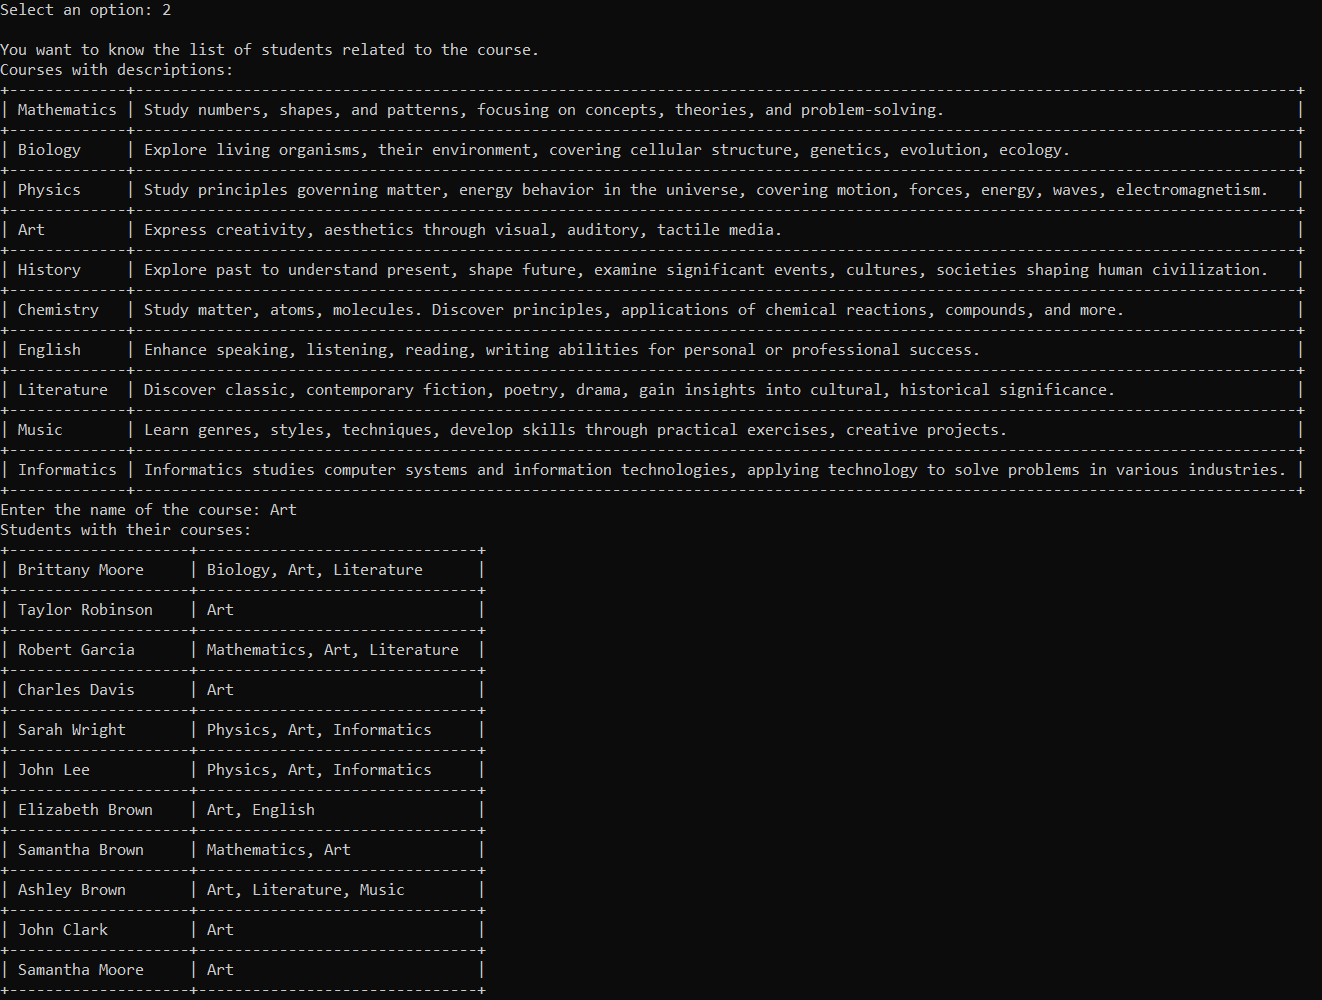 Select an option: 2
You want to know the list of students related to the course.
Courses with descriptions:
+-------------+---------------------------------------------------------------------------------------------------------------------------------+
| Mathematics | Study numbers, shapes, and patterns, focusing on concepts, theories, and problem-solving.                                       |
+-------------+---------------------------------------------------------------------------------------------------------------------------------+
| Biology     | Explore living organisms, their environment, covering cellular structure, genetics, evolution, ecology.                         |
+-------------+---------------------------------------------------------------------------------------------------------------------------------+
| Physics     | Study principles governing matter, energy behavior in the universe, covering motion, forces, energy, waves, electromagnetism.   |
+-------------+---------------------------------------------------------------------------------------------------------------------------------+
| Art         | Express creativity, aesthetics through visual, auditory, tactile media.                                                         |
+-------------+---------------------------------------------------------------------------------------------------------------------------------+
| History     | Explore past to understand present, shape future, examine significant events, cultures, societies shaping human civilization.   |
+-------------+---------------------------------------------------------------------------------------------------------------------------------+
| Chemistry   | Study matter, atoms, molecules. Discover principles, applications of chemical reactions, compounds, and more.                   |
+-------------+---------------------------------------------------------------------------------------------------------------------------------+
| English     | Enhance speaking, listening, reading, writing abilities for personal or professional success.                                   |
+-------------+---------------------------------------------------------------------------------------------------------------------------------+
| Literature  | Discover classic, contemporary fiction, poetry, drama, gain insights into cultural, historical significance.                    |
+-------------+---------------------------------------------------------------------------------------------------------------------------------+
| Music       | Learn genres, styles, techniques, develop skills through practical exercises, creative projects.                                |
+-------------+---------------------------------------------------------------------------------------------------------------------------------+
| Informatics | Informatics studies computer systems and information technologies, applying technology to solve problems in various industries. |
+-------------+---------------------------------------------------------------------------------------------------------------------------------+
Enter the name of the course: Art
Students with their courses:
+--------------------+-------------------------------+
| Brittany Moore     | Biology, Art, Literature      |
+--------------------+-------------------------------+
| Taylor Robinson    | Art                           |
+--------------------+-------------------------------+
| Robert Garcia      | Mathematics, Art, Literature  |
+--------------------+-------------------------------+
| Charles Davis      | Art                           |
+--------------------+-------------------------------+
| Sarah Wright       | Physics, Art, Informatics     |
+--------------------+-------------------------------+
| John Lee           | Physics, Art, Informatics     |
+--------------------+-------------------------------+
| Elizabeth Brown    | Art, English                  |
+--------------------+-------------------------------+
| Samantha Brown     | Mathematics, Art              |
+--------------------+-------------------------------+
| Ashley Brown       | Art, Literature, Music        |
+--------------------+-------------------------------+
| John Clark         | Art                           |
+--------------------+-------------------------------+
| Samantha Moore     | Art                           |
+--------------------+-------------------------------+